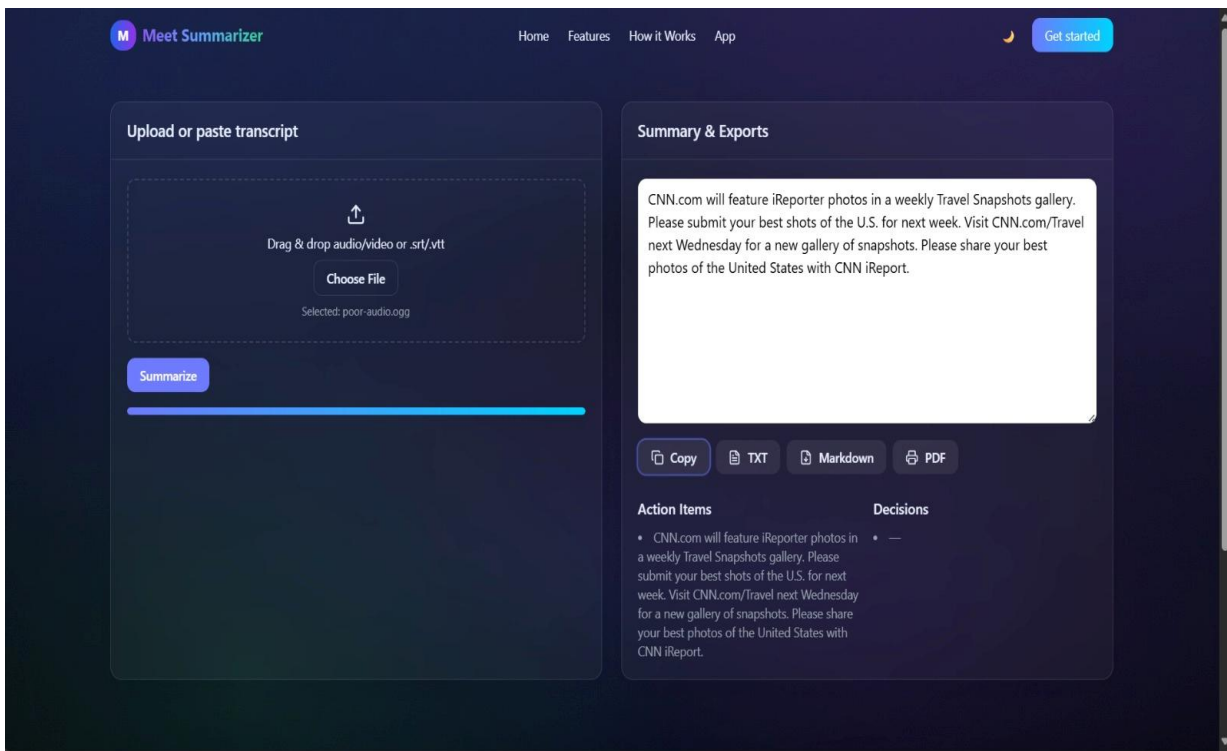 M Meet Summarizer
Home Features How it Works App
Get started
Upload or paste transcript
Drag & drop audio/video or .srt/.vtt
Choose File
Selected: poor-audio.ogg
Summarize
Summary & Exports
CNN.com will feature iReporter photos in a weekly Travel Snapshots gallery.
Please submit your best shots of the U.S. for next week. Visit CNN.com/Travel
next Wednesday for a new gallery of snapshots. Please share your best
photos of the United States with CNN iReport.
Copy TXT Markdown PDF
Action Items
• CNN.com will feature iReporter photos in
a weekly Travel Snapshots gallery. Please
submit your best shots of the U.S. for next
week. Visit CNN.com/Travel next Wednesday
for a new gallery of snapshots. Please share
your best photos of the United States with
CNN iReport.
Decisions
• —